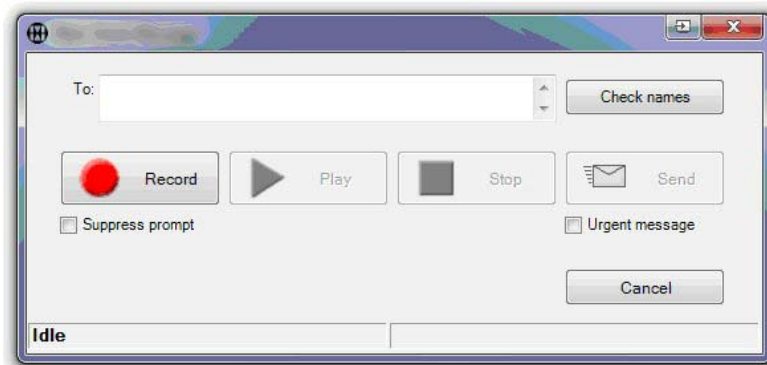 To:
Check names
Record Play Stop Send
Suppress prompt Urgent message
Cancel
Idle